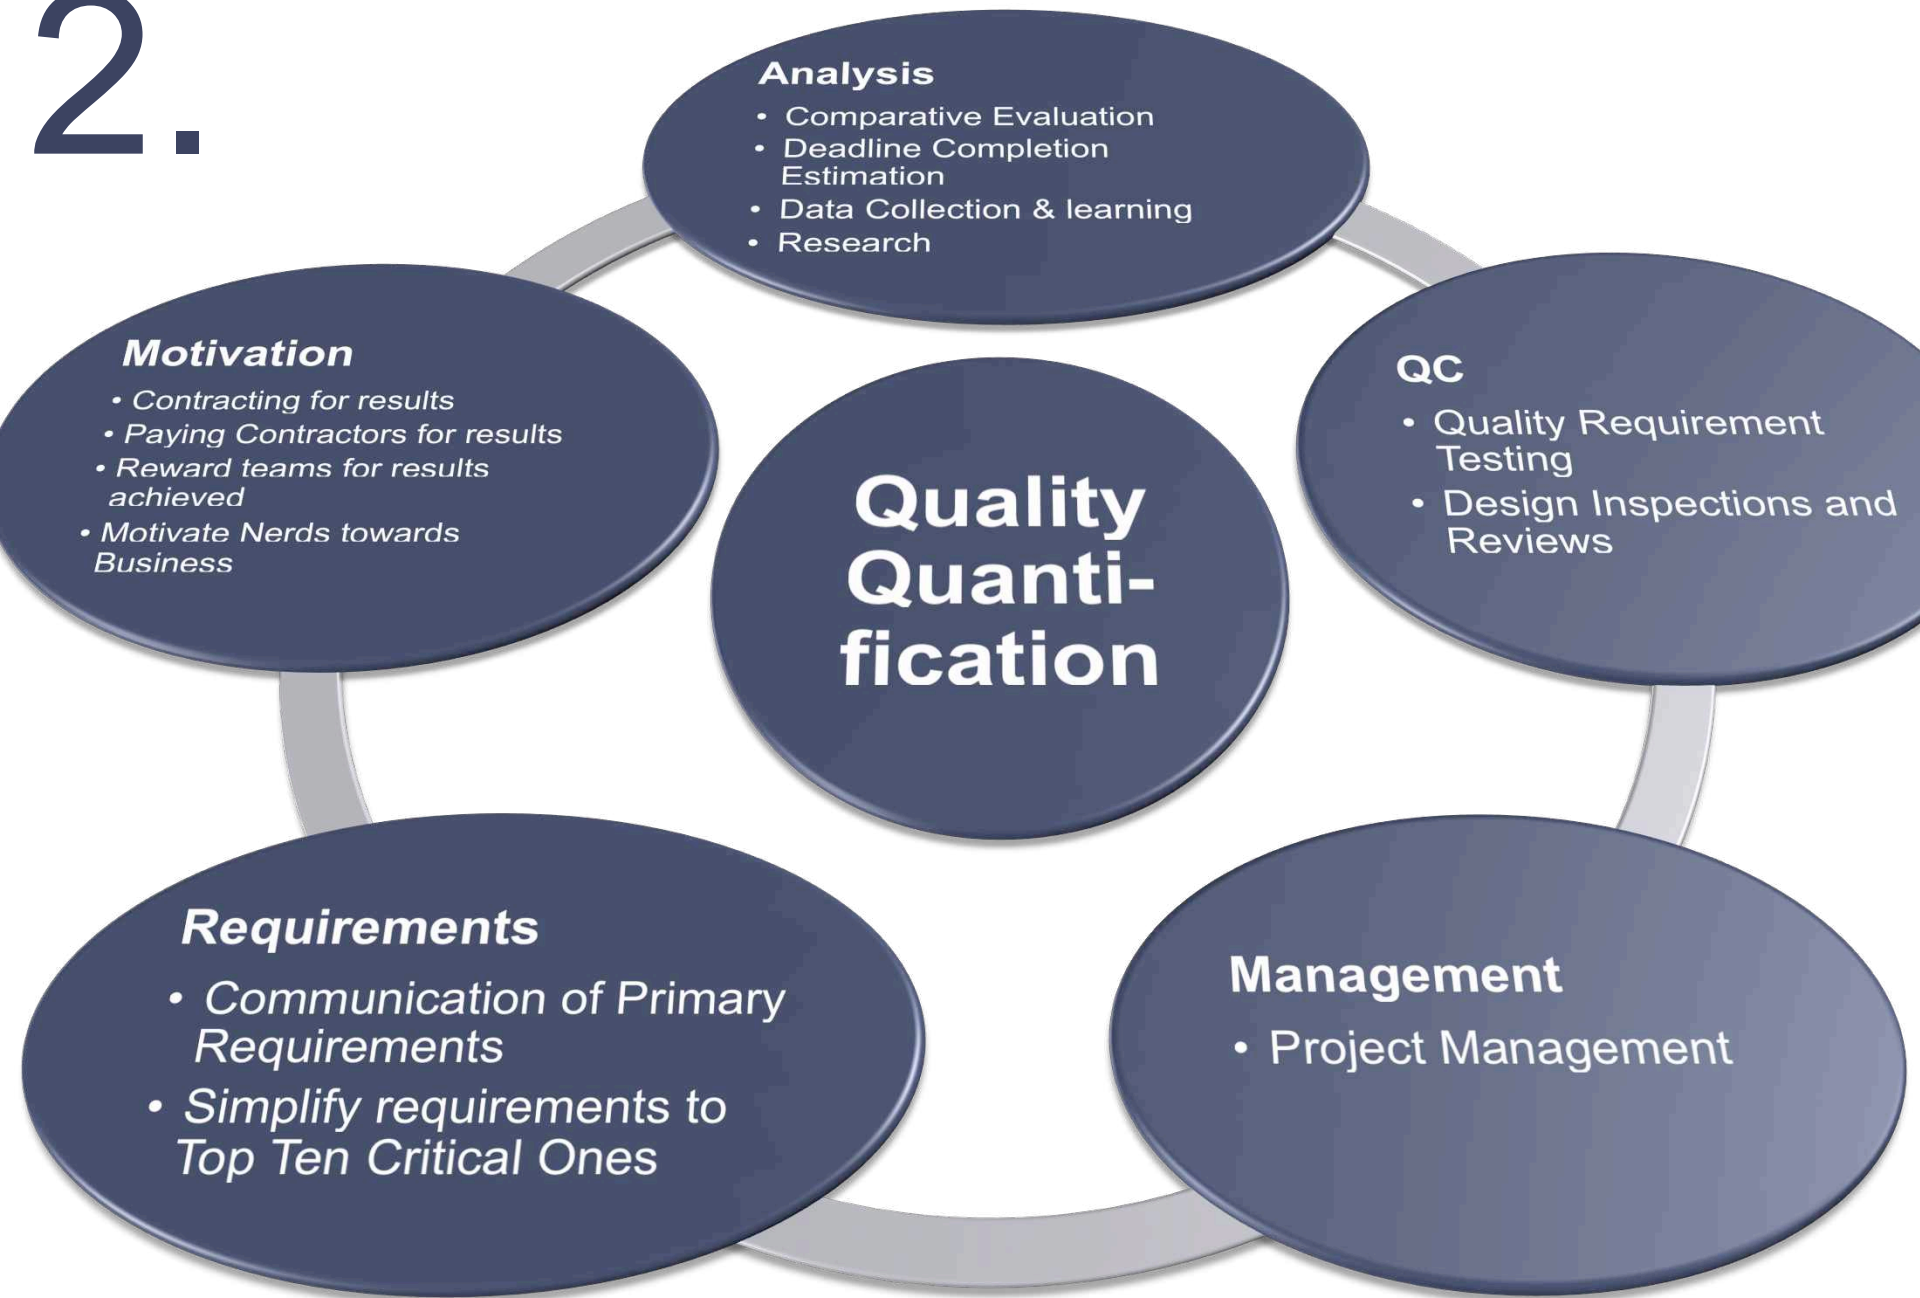 2.
Analysis
• Comparative Evaluation
• Deadline Completion
Estimation
• Data Collection & learning
• Research
QC
• Quality Requirement
Testing
• Design Inspections and
Reviews
Management
• Project Management
Requirements
• Communication of Primary
Requirements
• Simplify requirements to
Top Ten Critical Ones
Motivation
• Contracting for results
• Paying Contractors for results
• Reward teams for results
achieved
• Motivate Nerds towards
Business
Quality
Quanti-
fication